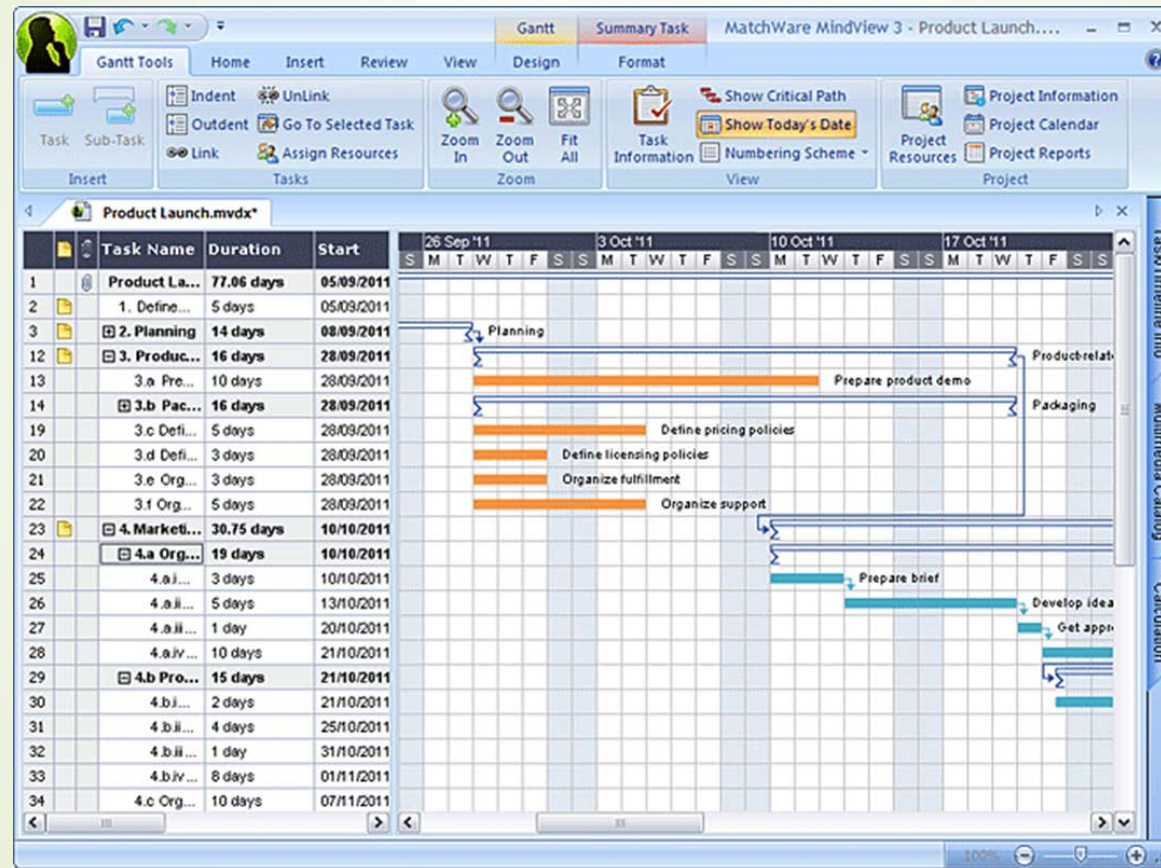 Gantt Summary Task MatchWare MindView 3 - Product Launch....
Gantt Tools Home Insert Review View Design Format
Task
Sub-Task
Insert
Indent UnLink
Outdent Go To Selected Task
Link Assign Resources
Tasks
Zoom In
Zoom Out
Fit All
Zoom
Task Information
Show Critical Path
Show Today's Date
Numbering Scheme
View
Project Resources
Project Information
Project Calendar
Project Reports
Project
Product Launch.mvdx*
Task Name Duration Start 26 Sep '11 3 Oct '11 10 Oct '11 17 Oct '11
S M T W T F S S M T W T F S S M T W T F S S M T W T F S S
1 Product La... 77.06 days 05/09/2011
2 1. Define... 5 days 05/09/2011
3 2. Planning 14 days 08/09/2011 Planning
12 3. Produc... 16 days 28/09/2011 Product-relat
13 3.a Pre... 10 days 28/09/2011 Prepare product demo
14 3.b Pac... 16 days 28/09/2011 Packaging
19 3.c Defi... 5 days 28/09/2011 Define pricing policies
20 3.d Defi... 3 days 28/09/2011 Define licensing policies
21 3.e Org... 3 days 28/09/2011 Organize fulfillment
22 3.f Org... 5 days 28/09/2011 Organize support
23 4. Marketi... 30.75 days 10/10/2011
24 4.a Org... 19 days 10/10/2011
25 4.a.i... 3 days 10/10/2011 Prepare brief
26 4.a.ii... 5 days 13/10/2011 Develop idea
27 4.a.iii... 1 day 20/10/2011 Get appr
28 4.a.iv... 10 days 21/10/2011
29 4.b Pro... 15 days 21/10/2011
30 4.b.i... 2 days 21/10/2011
31 4.b.ii... 4 days 25/10/2011
32 4.b.iii... 1 day 31/10/2011
33 4.b.iv... 8 days 01/11/2011
34 4.c Org... 10 days 07/11/2011
Task/Timeline Info
Multimedia Catalog
Calculation
100%